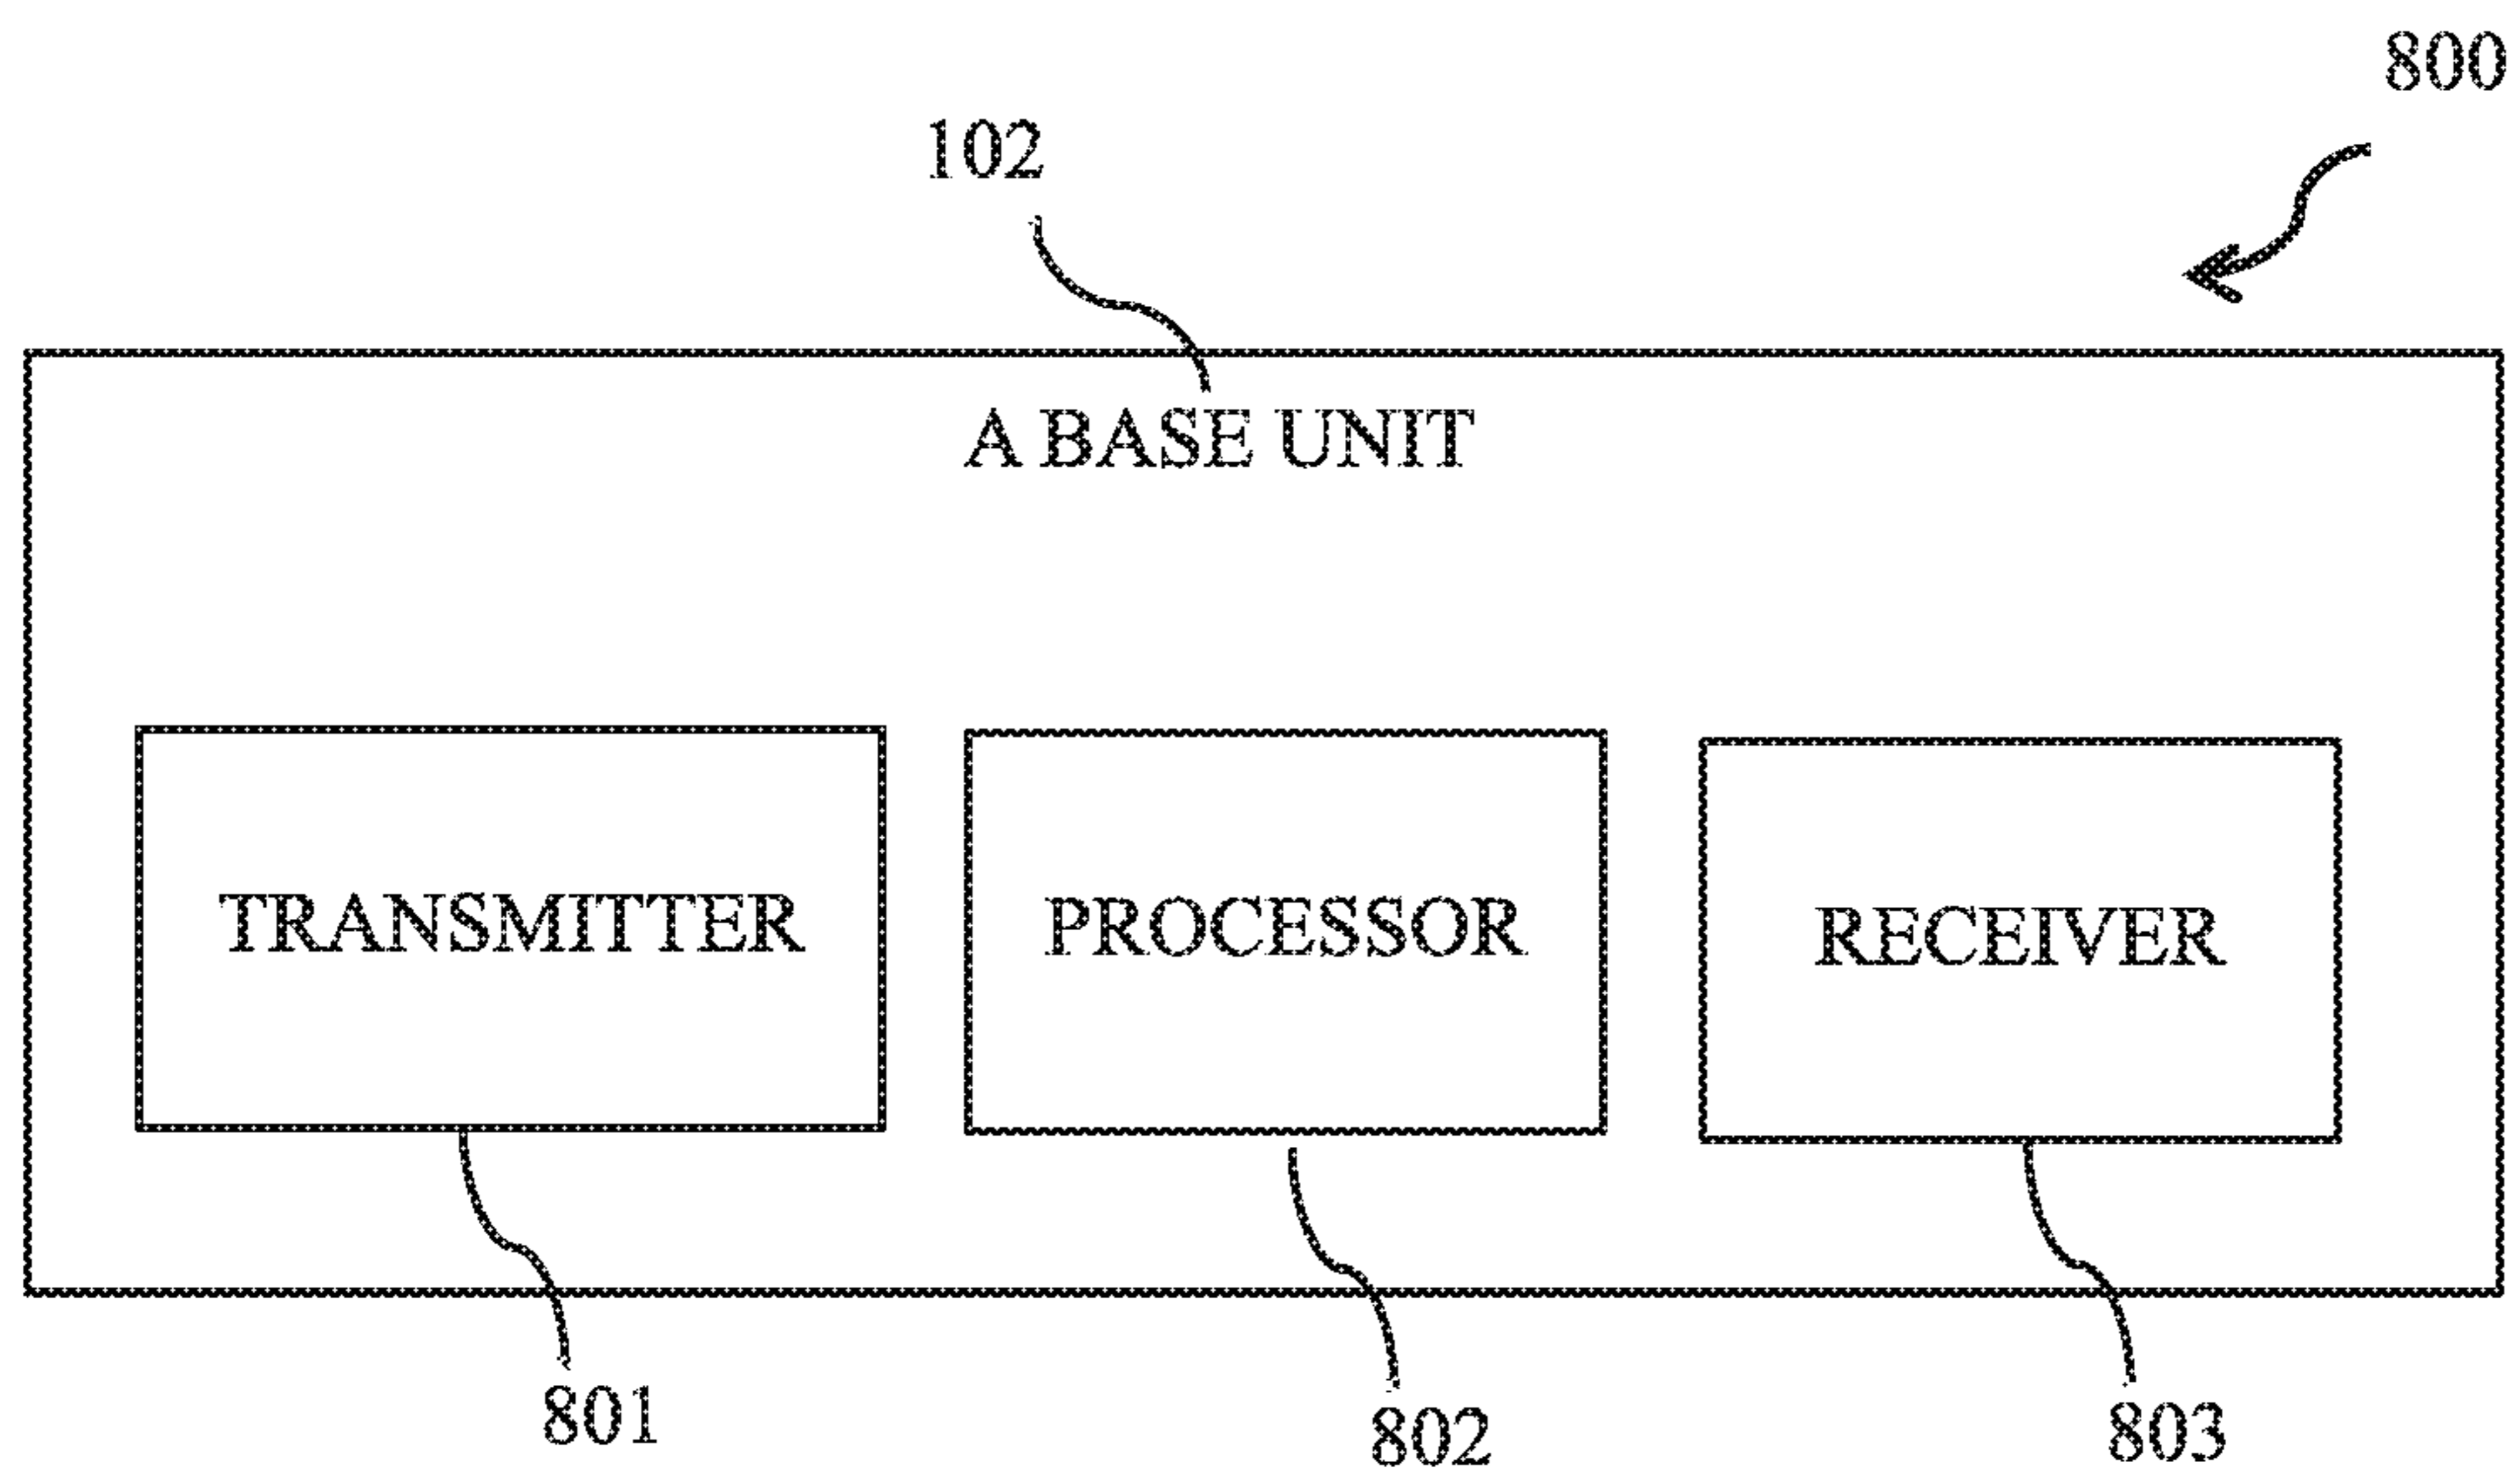 800
102
A BASE UNIT
TRANSMITTER
PROCESSOR
RECEIVER
801
802
803